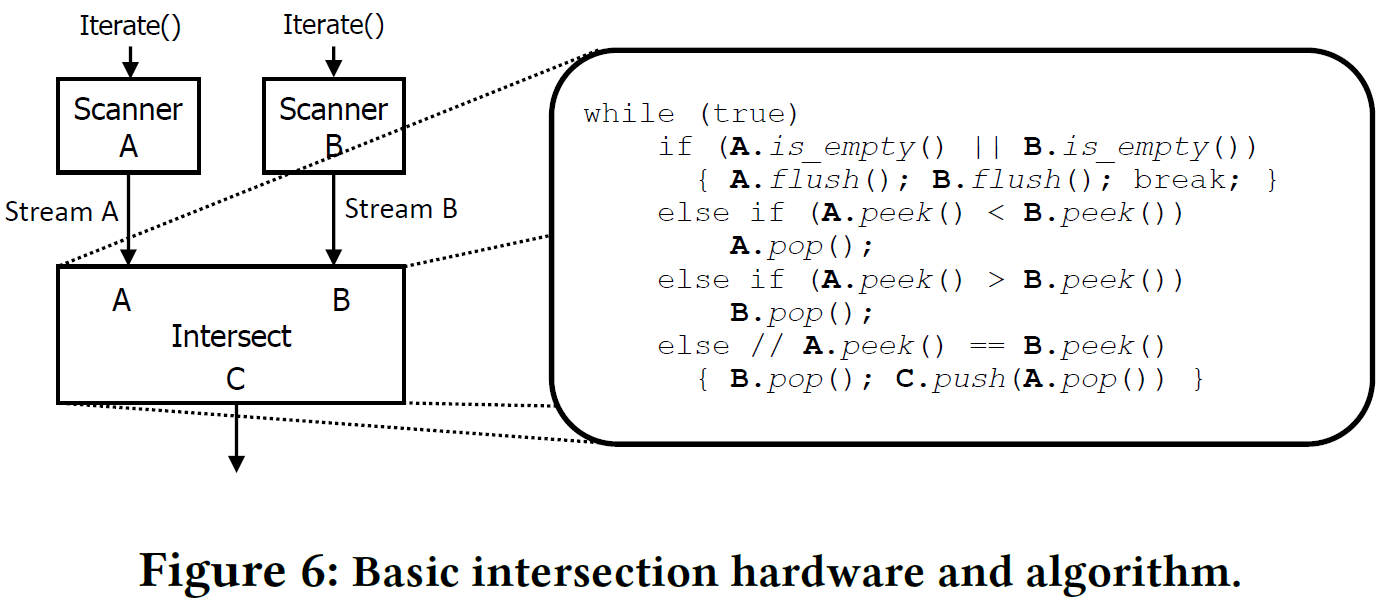 Iterate() Iterate()
Scanner A
Scanner B
Stream A
Stream B
A B
Intersect
C
while (true)
if (A.is_empty() || B.is_empty())
{ A.flush(); B.flush(); break; }
else if (A.peek() < B.peek())
A.pop();
else if (A.peek() > B.peek())
B.pop();
else // A.peek() == B.peek()
{ B.pop(); C.push(A.pop()) }
Figure 6: Basic intersection hardware and algorithm.